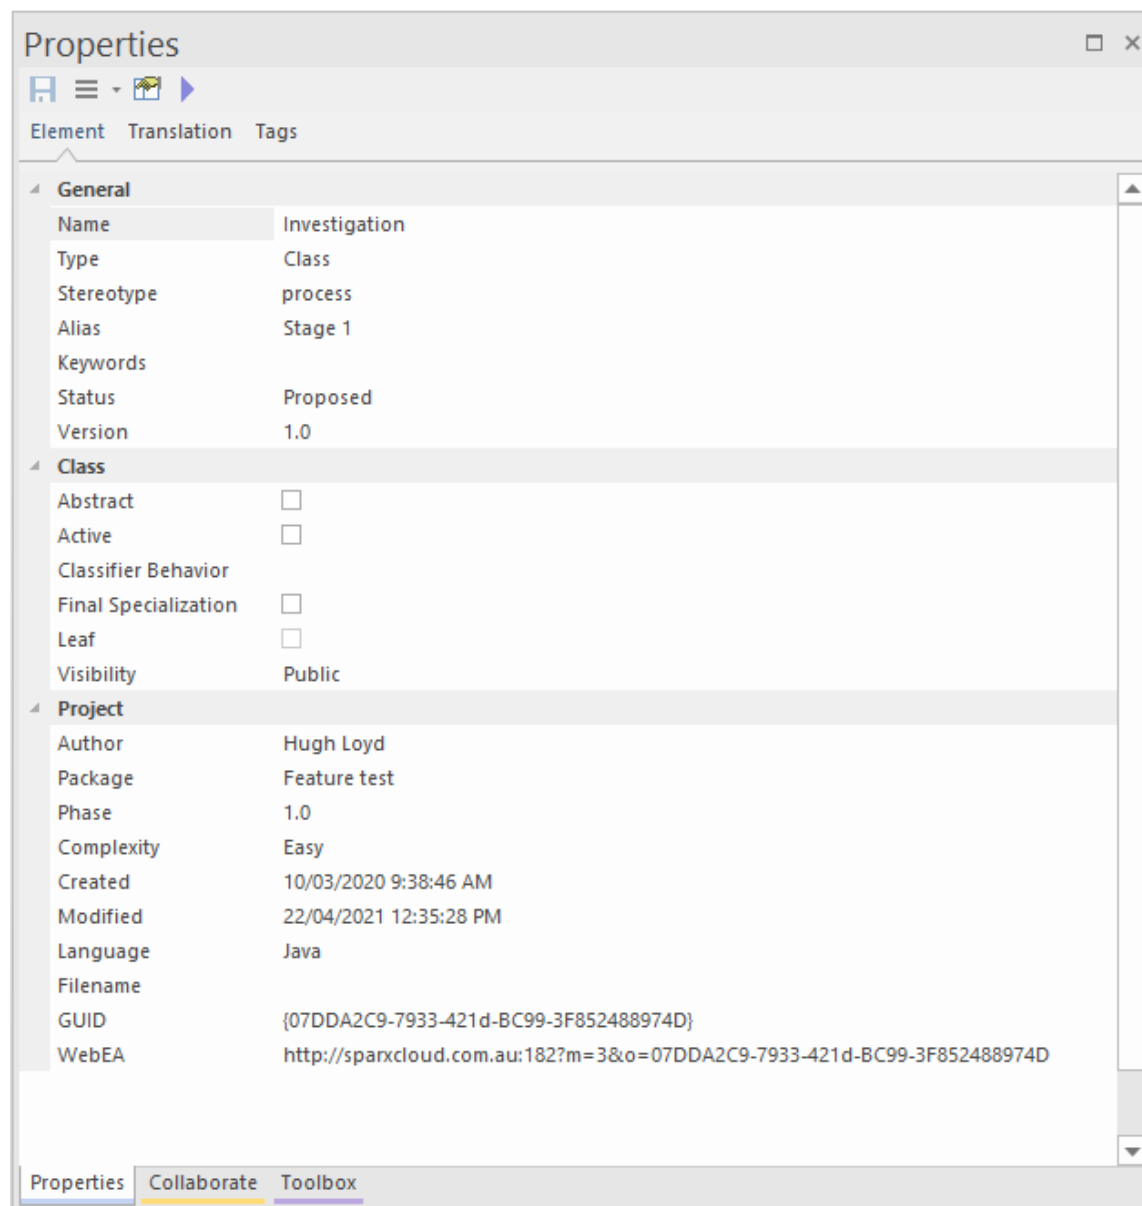 Properties
Element Translation Tags
General
Name Investigation
Type Class
Stereotype process
Alias Stage 1
Keywords
Status Proposed
Version 1.0
Class
Abstract
Active
Classifier Behavior
Final Specialization
Leaf
Visibility Public
Project
Author Hugh Loyd
Package Feature test
Phase 1.0
Complexity Easy
Created 10/03/2020 9:38:46 AM
Modified 22/04/2021 12:35:28 PM
Language Java
Filename
GUID {07DDA2C9-7933-421d-BC99-3F852488974D}
WebEA http://sparxcloud.com.au:182?m=3&o=07DDA2C9-7933-421d-BC99-3F852488974D
Properties Collaborate Toolbox